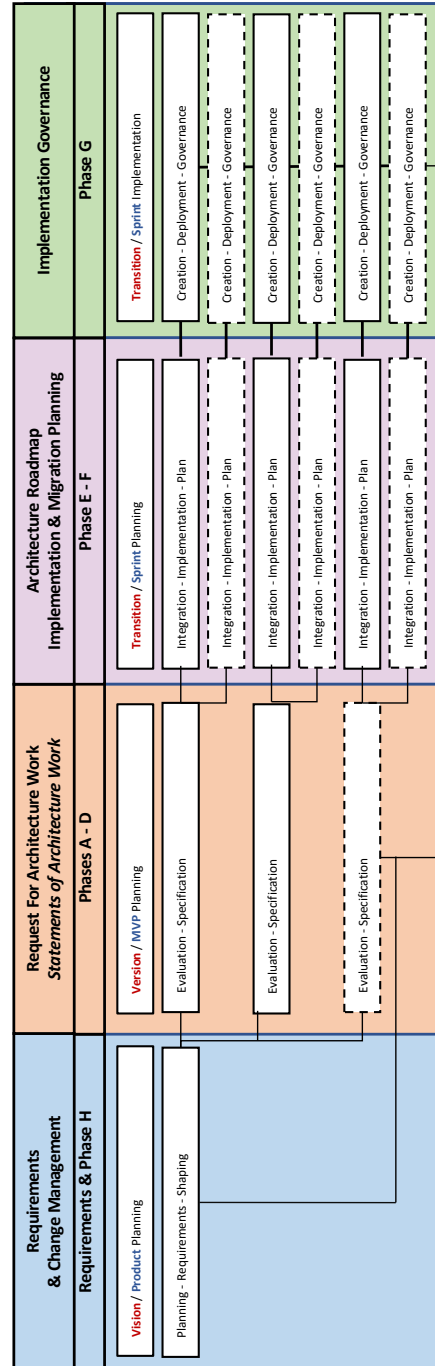 Requirements
& Change Management
Requirements & Phase H
Vision / Product Planning
Planning - Requirements - Shaping
Request For Architecture Work
Statements of Architecture Work
Phases A - D
Version / MVP Planning
Evaluation - Specification
Evaluation - Specification
Evaluation - Specification
Architecture Roadmap
Implementation & Migration Planning
Phase E - F
Transition / Sprint Planning
Integration - Implementation - Plan
Integration - Implementation - Plan
Integration - Implementation - Plan
Integration - Implementation - Plan
Integration - Implementation - Plan
Integration - Implementation - Plan
Implementation Governance
Phase G
Transition / Sprint Implementation
Creation - Deployment - Governance
Creation - Deployment - Governance
Creation - Deployment - Governance
Creation - Deployment - Governance
Creation - Deployment - Governance
Creation - Deployment - Governance